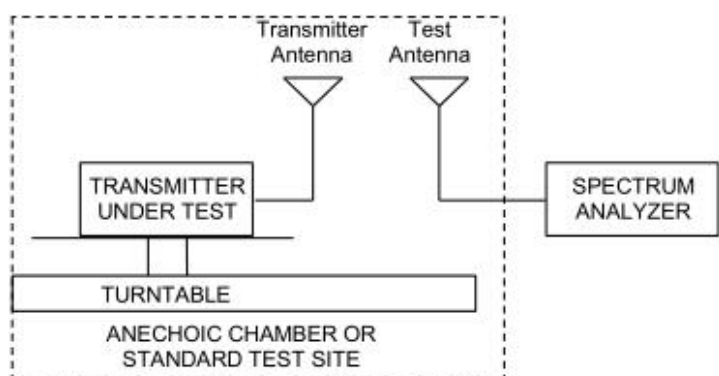 Transmitter
Antenna
Test
Antenna
TRANSMITTER
UNDER TEST
SPECTRUM
ANALYZER
TURNTABLE
ANECHOIC CHAMBER OR
STANDARD TEST SITE